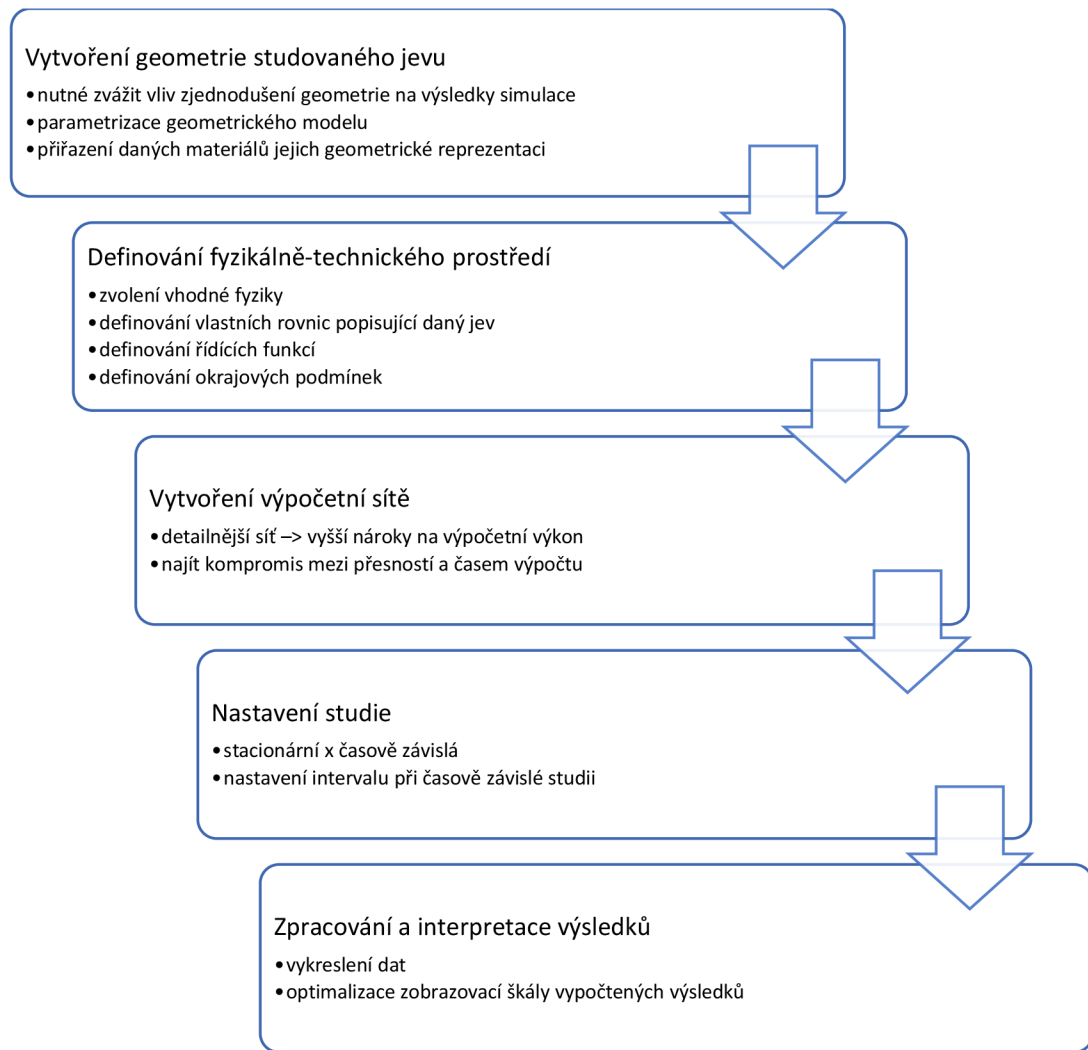 Vytvoření geometrie studovaného jevu
•nutné zvážit vliv zjednodušení geometrie na výsledky simulace
•parametrizace geometrického modelu
•přiřazení daných materiálů jejich geometrické reprezentaci
Definování fyzikálně-technického prostředí
•zvolení vhodné fyziky
•definování vlastních rovnic popisující daný jev
•definování řídících funkcí
•definování okrajových podmínek
Vytvoření výpočetní sítě
•detailnější síť –> vyšší nároky na výpočetní výkon
•najít kompromis mezi přesností a časem výpočtu
Nastavení studie
•stacionární x časově závislá
•nastavení intervalu při časově závislé studii
Zpracování a interpretace výsledků
•vykreslení dat
•optimalizace zobrazovací škály vypočtených výsledků